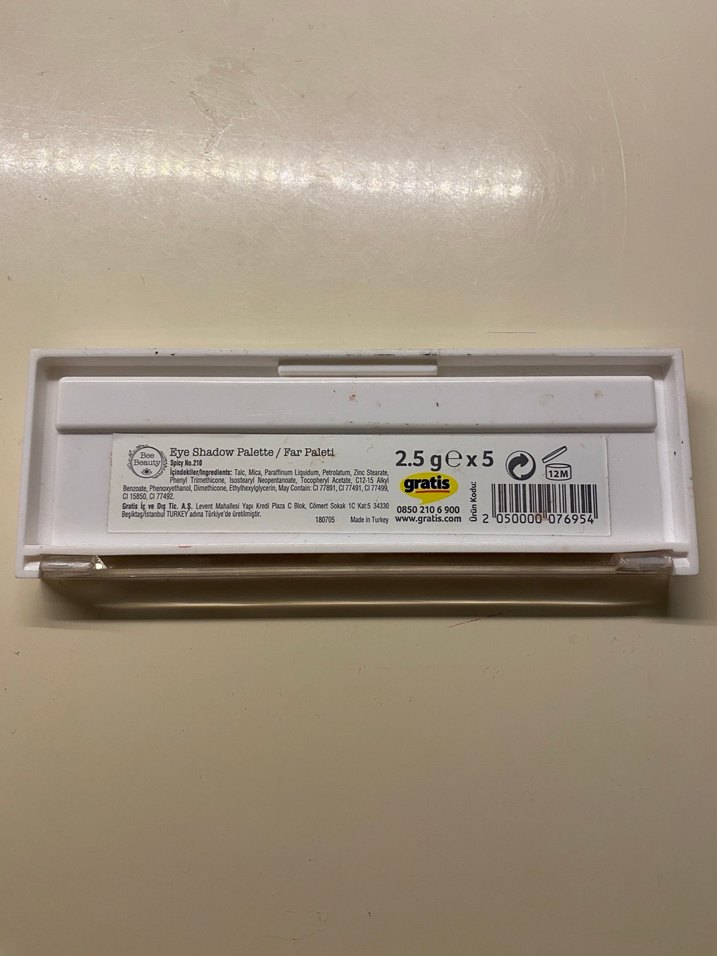 Bee
Beauty
Eye Shadow Palette / Far Paleti
Spicy No.210
İçindekiler/Ingredients: Talc, Mica, Paraffinum Liquidum, Petrolatum, Zinc Stearate,
Phenyl Trimethicone, Isostearyl Neopentanoate, Tocopheryl Acetate, C12-15 Alkyl
Benzoate, Phenoxyethanol, Dimethicone, Ethylhexylglycerin, May Contain: CI 77891, CI 77491, CI 77499,
CI 15850, CI 77492.
Gratis İç ve Dış Tic. A.Ş. Levent Mahallesi Yapı Kredi Plaza C Blok, Cömert Sokak 1C Kat:5 34330
Beşiktaş/İstanbul TURKEY adına Türkiye'de üretilmiştir.
180705 Made in Turkey
2.5 g e x 5
gratis
0850 210 6 900
www.gratis.com
12M
Ürün Kodu:
2 050000 076954